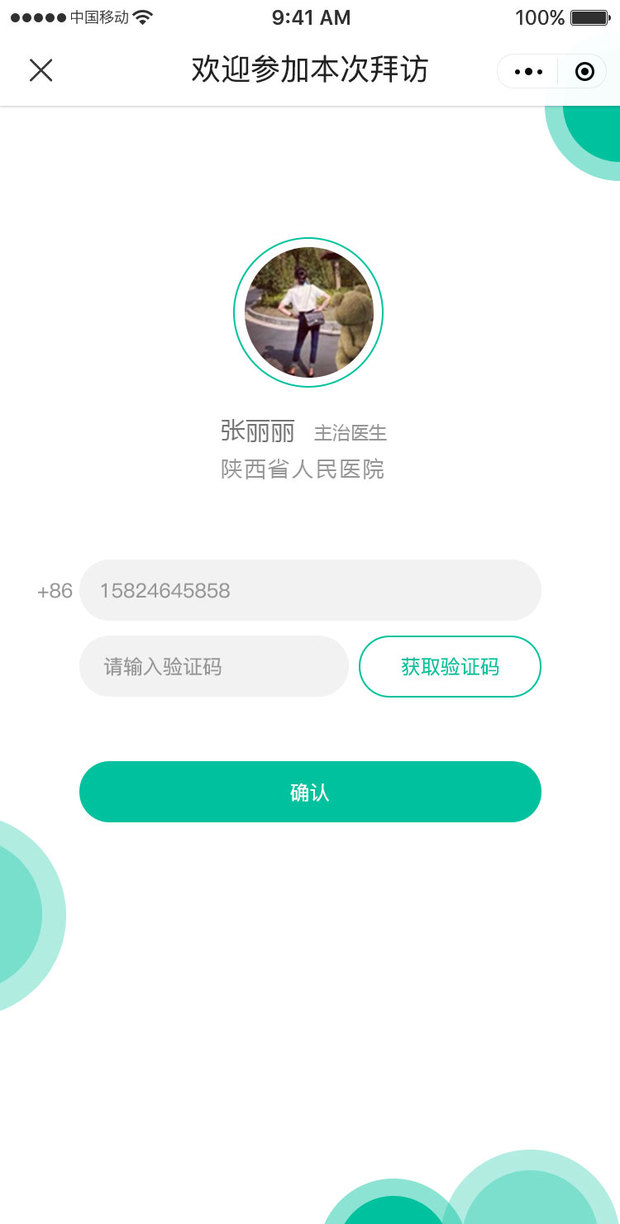 中国移动 9:41 AM 100%
欢迎参加本次拜访
张丽丽 主治医生
陕西省人民医院
+86 15824645858
请输入验证码 获取验证码
确认